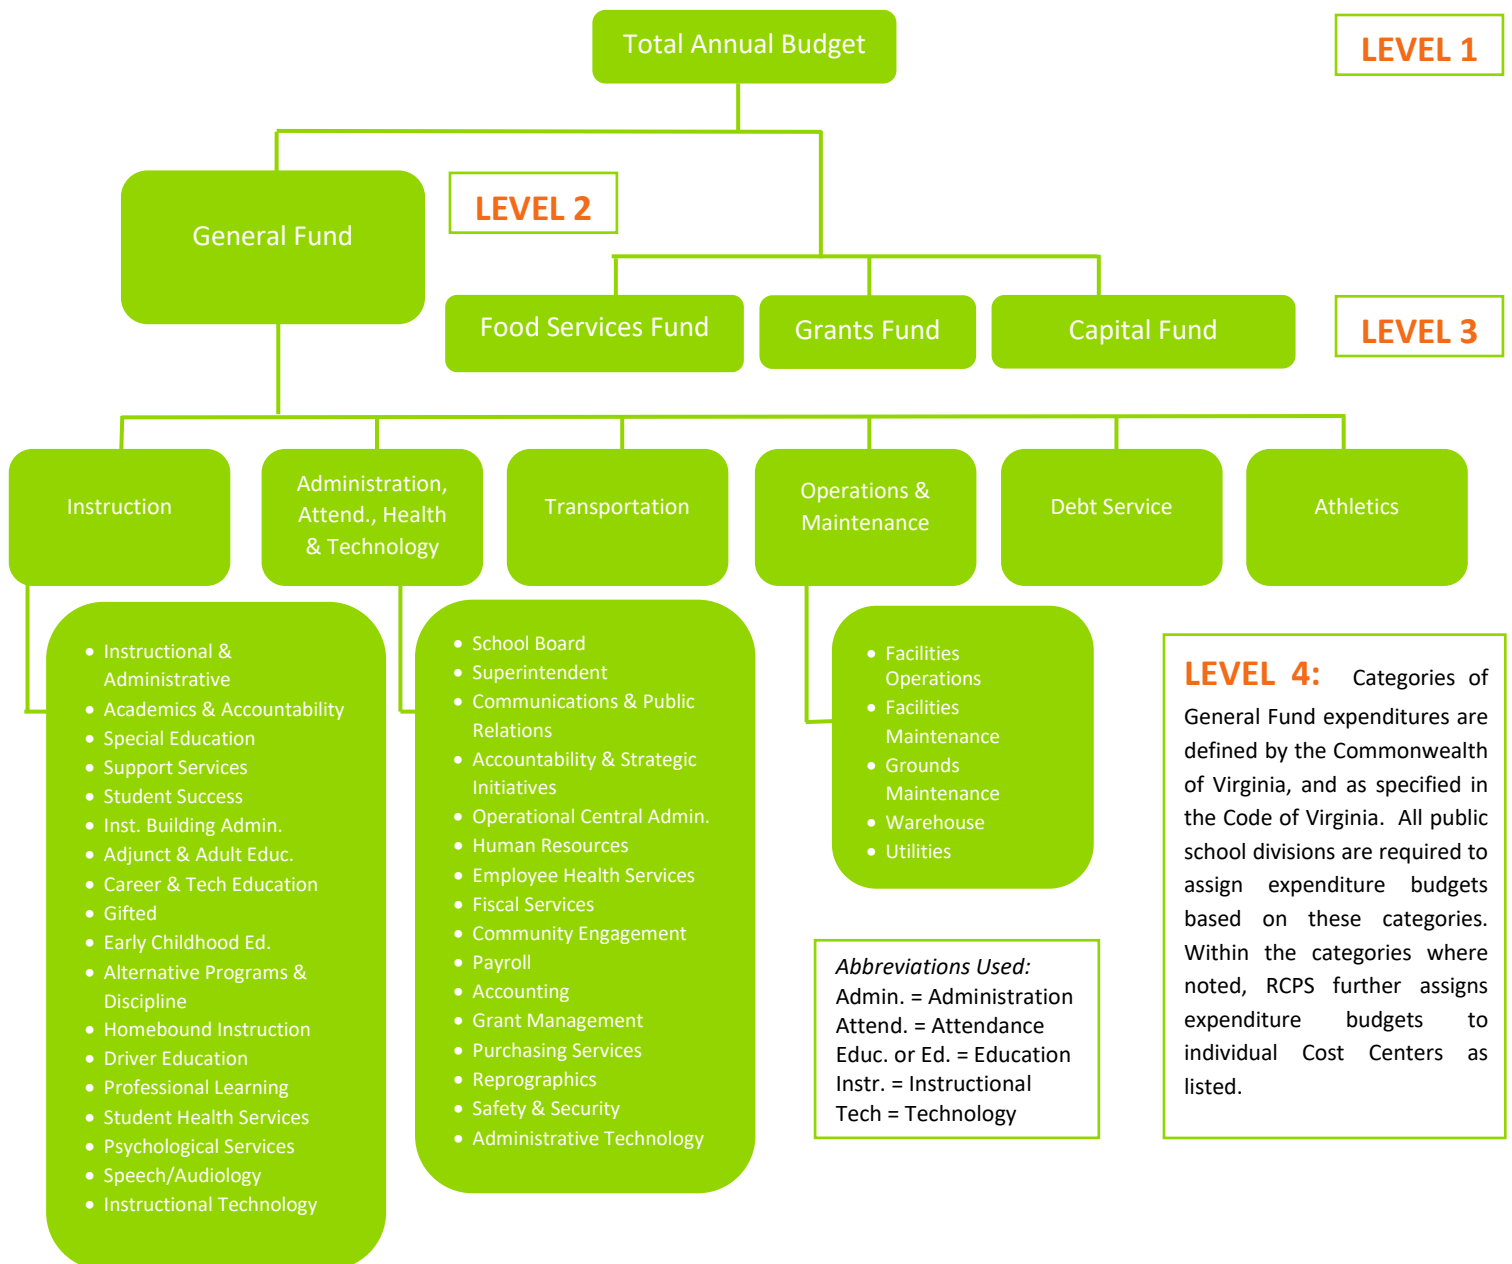 Total Annual Budget
LEVEL 1
General Fund
LEVEL 2
Food Services Fund
Grants Fund
Capital Fund
LEVEL 3
Instruction
Administration,
Attend., Health
& Technology
Transportation
Operations &
Maintenance
Debt Service
Athletics
• Instructional &
Administrative
• Academics & Accountability
• Special Education
• Support Services
• Student Success
• Inst. Building Admin.
• Adjunct & Adult Educ.
• Career & Tech Education
• Gifted
• Early Childhood Ed.
• Alternative Programs &
Discipline
• Homebound Instruction
• Driver Education
• Professional Learning
• Student Health Services
• Psychological Services
• Speech/Audiology
• Instructional Technology
• School Board
• Superintendent
• Communications & Public
Relations
• Accountability & Strategic
Initiatives
• Operational Central Admin.
• Human Resources
• Employee Health Services
• Fiscal Services
• Community Engagement
• Payroll
• Accounting
• Grant Management
• Purchasing Services
• Reprographics
• Safety & Security
• Administrative Technology
• Facilities
Operations
• Facilities
Maintenance
• Grounds
Maintenance
• Warehouse
• Utilities
Abbreviations Used:
Admin. = Administration
Attend. = Attendance
Educ. or Ed. = Education
Instr. = Instructional
Tech = Technology
LEVEL 4: Categories of
General Fund expenditures are
defined by the Commonwealth
of Virginia, and as specified in
the Code of Virginia. All public
school divisions are required to
assign expenditure budgets
based on these categories.
Within the categories where
noted, RCPS further assigns
expenditure budgets to
individual Cost Centers as
listed.